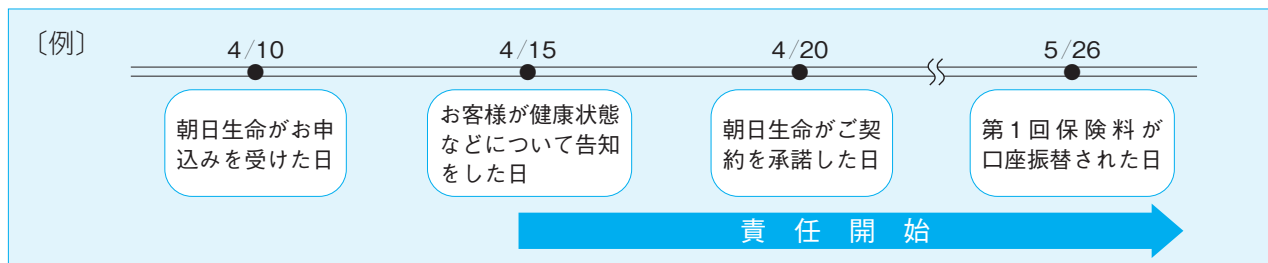 〔例〕
4/10
4/15
4/20
5/26
朝日生命がお申
込みを受けた日
お客様が健康状態
などについて告知
をした日
朝日生命がご契
約を承諾した日
第1回保険料が
口座振替された日
責任開始